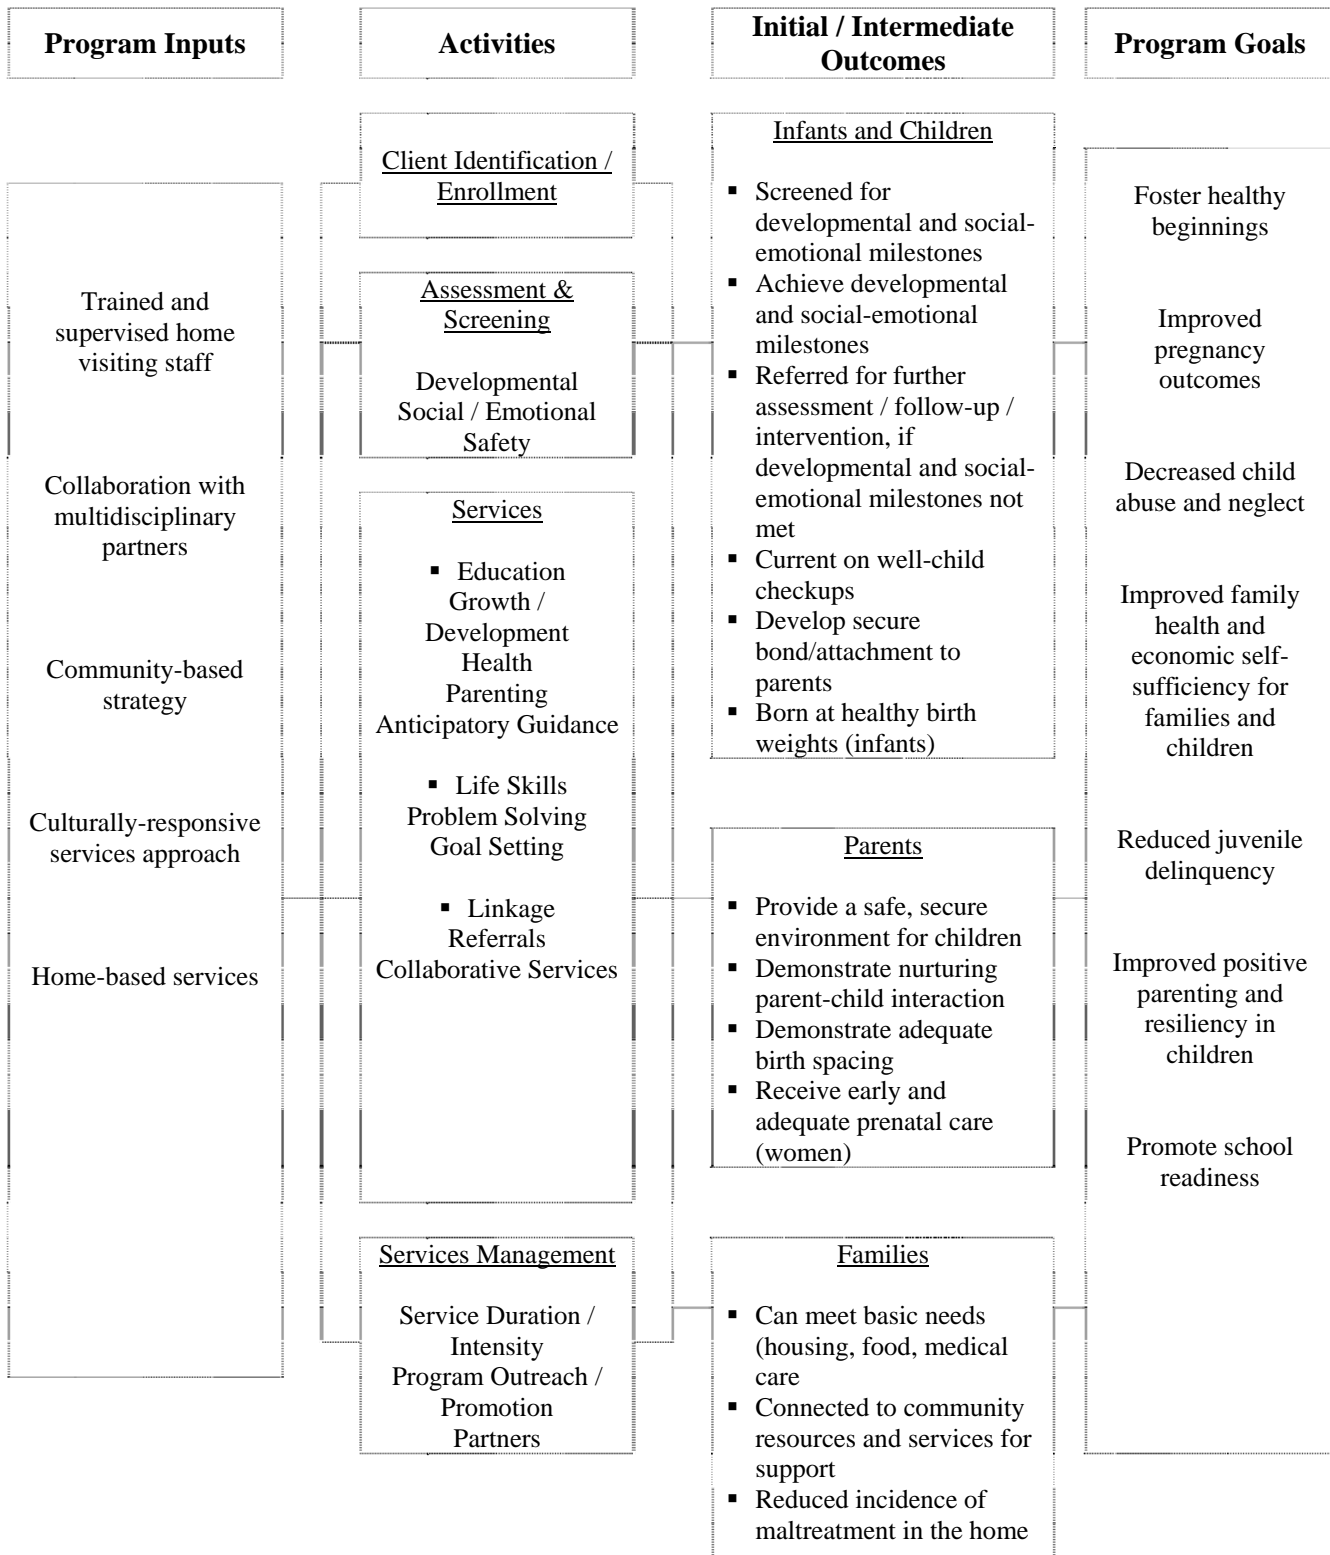 Program Inputs
Activities
Initial / Intermediate
Outcomes
Program Goals
Trained and
supervised home
visiting staff
Collaboration with
multidisciplinary
partners
Community-based
strategy
Culturally-responsive
services approach
Home-based services
Client Identification /
Enrollment
Assessment &
Screening
Developmental
Social / Emotional
Safety
Services
▪ Education
Growth /
Development
Health
Parenting
Anticipatory Guidance
▪ Life Skills
Problem Solving
Goal Setting
▪ Linkage
Referrals
Collaborative Services
Services Management
Service Duration /
Intensity
Program Outreach /
Promotion
Partners
Infants and Children
▪ Screened for
developmental and social-
emotional milestones
▪ Achieve developmental
and social-emotional
milestones
▪ Referred for further
assessment / follow-up /
intervention, if
developmental and social-
emotional milestones not
met
▪ Current on well-child
checkups
▪ Develop secure
bond/attachment to
parents
▪ Born at healthy birth
weights (infants)
Parents
▪ Provide a safe, secure
environment for children
▪ Demonstrate nurturing
parent-child interaction
▪ Demonstrate adequate
birth spacing
▪ Receive early and
adequate prenatal care
(women)
Families
▪ Can meet basic needs
(housing, food, medical
care
▪ Connected to community
resources and services for
support
▪ Reduced incidence of
maltreatment in the home
Foster healthy
beginnings
Improved
pregnancy
outcomes
Decreased child
abuse and neglect
Improved family
health and
economic self-
sufficiency for
families and
children
Reduced juvenile
delinquency
Improved positive
parenting and
resiliency in
children
Promote school
readiness